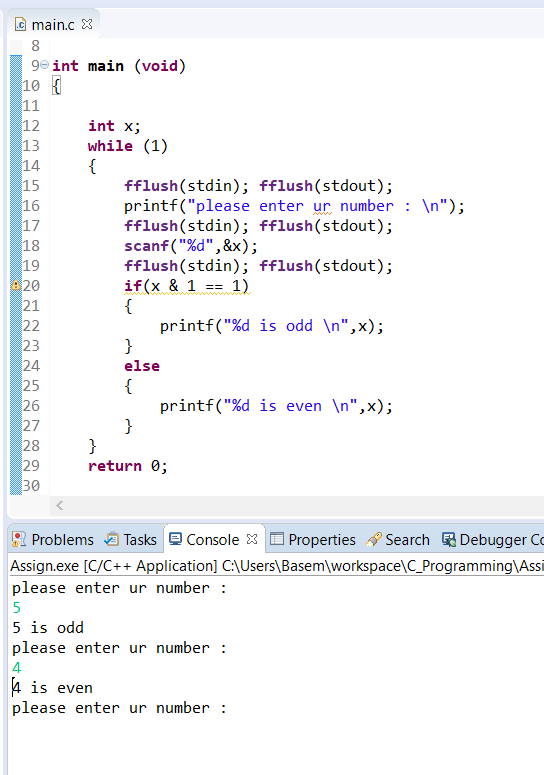 main.c
8
9 int main (void)
10 {
11
12     int x;
13     while (1)
14     {
15         fflush(stdin); fflush(stdout);
16         printf("please enter ur number : \n");
17         fflush(stdin); fflush(stdout);
18         scanf("%d",&x);
19         fflush(stdin); fflush(stdout);
20         if(x & 1 == 1)
21         {
22             printf("%d is odd \n",x);
23         }
24         else
25         {
26             printf("%d is even \n",x);
27         }
28     }
29     return 0;
30
Problems Tasks Console Properties Search Debugger Co
Assign.exe [C/C++ Application] C:\Users\Basem\workspace\C_Programming\Assi
please enter ur number :
5
5 is odd
please enter ur number :
4
4 is even
please enter ur number :